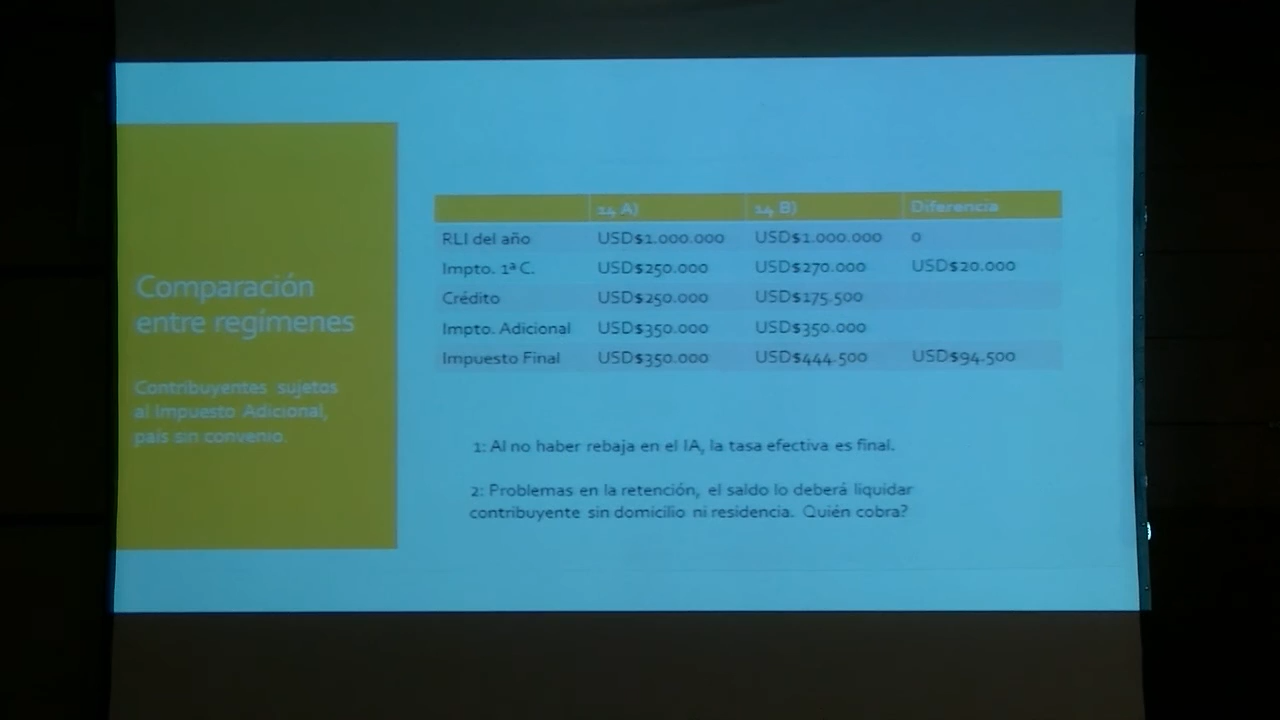 Comparación
entre regímenes
Contribuyentes sujetos
al Impuesto Adicional,
país sin convenio.
14 A) 14 B) Diferencia
RLI del año USD$1.000.000 USD$1.000.000 0
Impto. 1ª C. USD$250.000 USD$270.000 USD$20.000
Crédito USD$250.000 USD$175.500
Impto. Adicional USD$350.000 USD$350.000
Impuesto Final USD$350.000 USD$444.500 USD$94.500
1: Al no haber rebaja en el IA, la tasa efectiva es final.
2: Problemas en la retención, el saldo lo deberá liquidar
contribuyente sin domicilio ni residencia. Quién cobra?